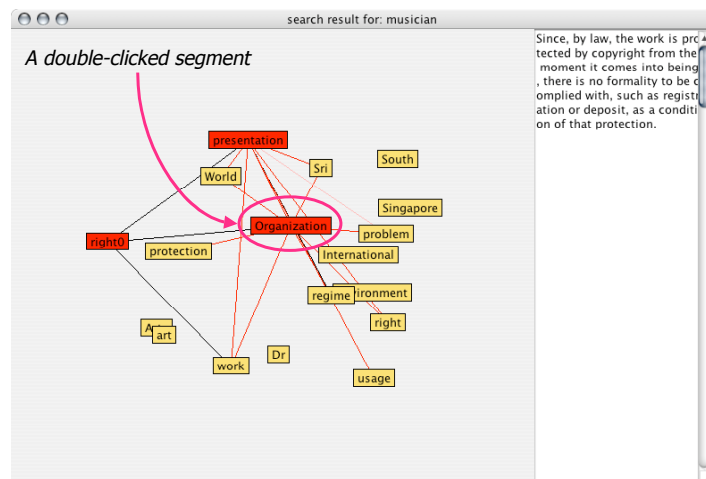 search result for: musician
A double-clicked segment
Since, by law, the work is pro
tected by copyright from the
moment it comes into being
, there is no formality to be c
omplied with, such as registr
ation or deposit, as a conditi
on of that protection.
presentation
World
Sri
South
Singapore
Organization
problem
right0
protection
International
regime
vironment
right
A
art
work
Dr
usage